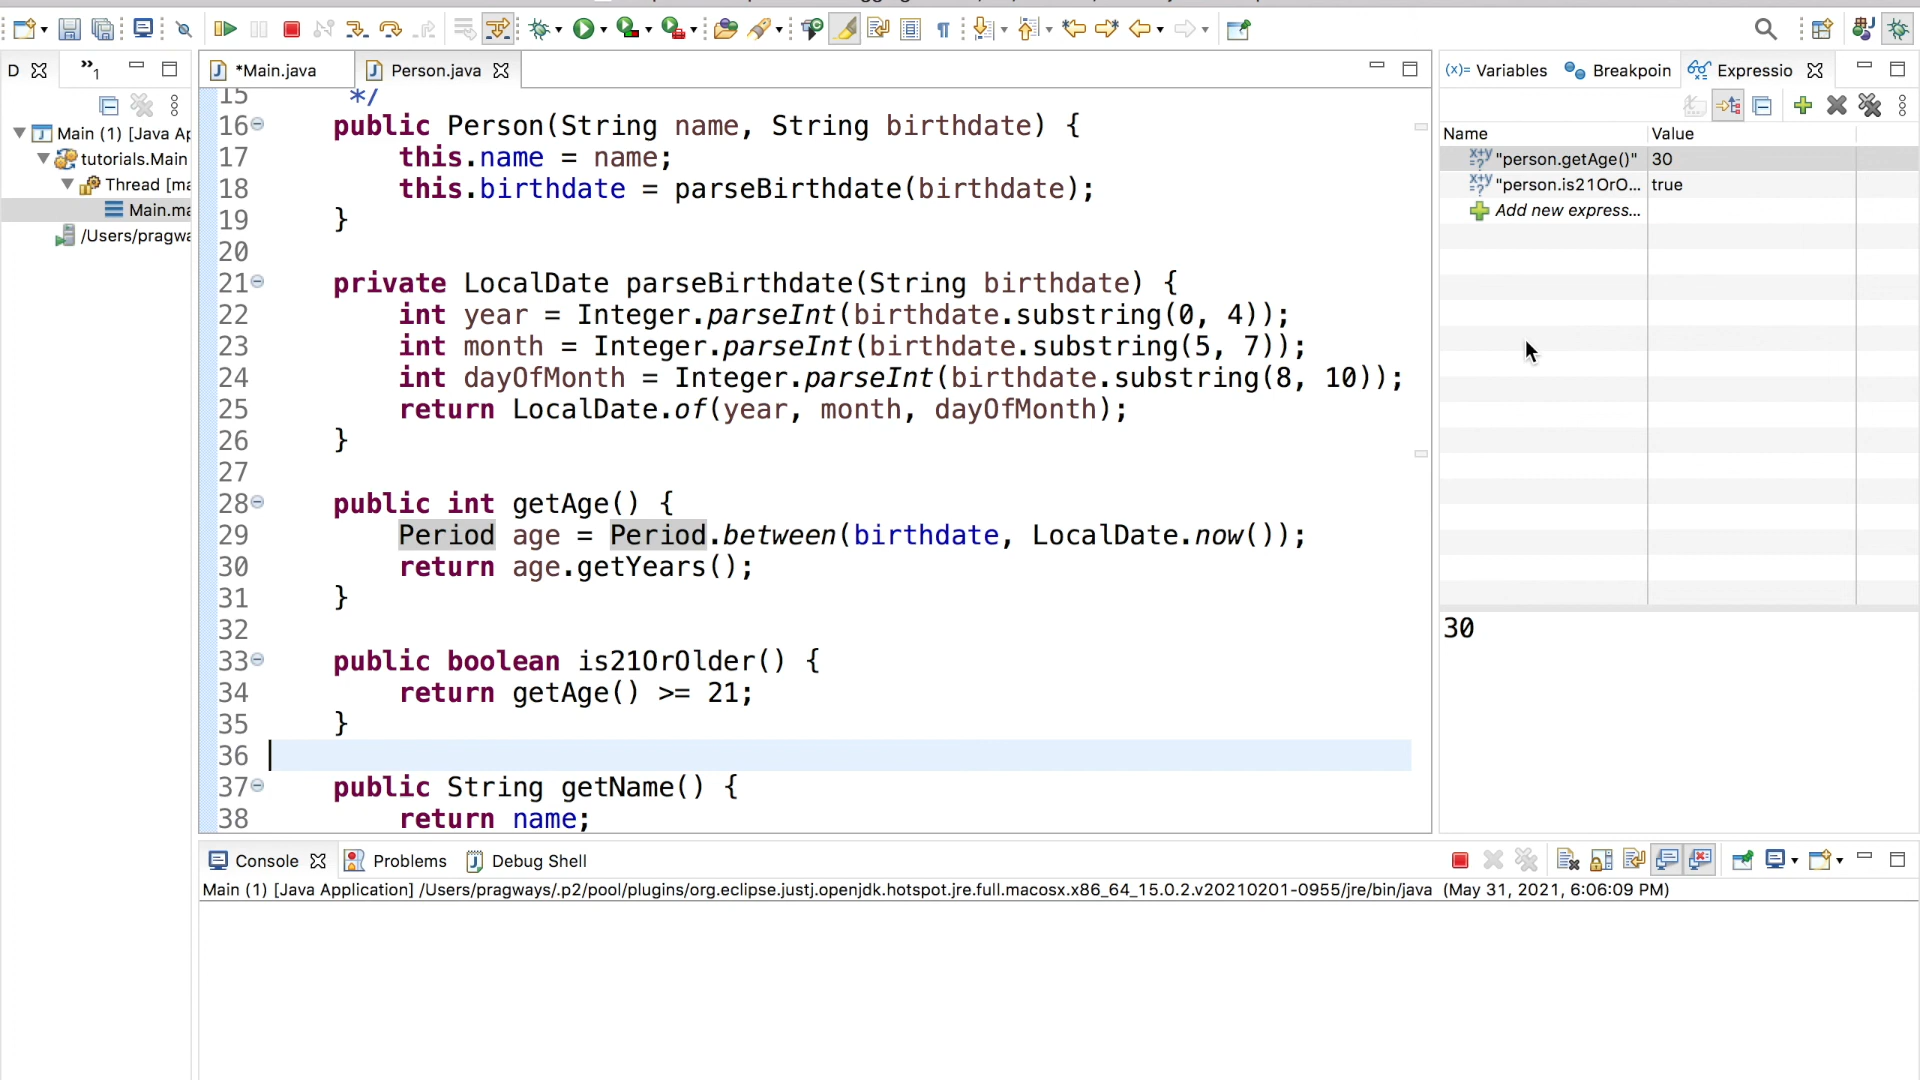 D
»1
*Main.java
Person.java
(x)= Variables
Breakpoin
Expressio
Main (1) [Java Ap
tutorials.Main
Thread [ma
Main.ma
/Users/pragwa
15 */
16 public Person(String name, String birthdate) {
17 this.name = name;
18 this.birthdate = parseBirthdate(birthdate);
19 }
20
21 private LocalDate parseBirthdate(String birthdate) {
22 int year = Integer.parseInt(birthdate.substring(0, 4));
23 int month = Integer.parseInt(birthdate.substring(5, 7));
24 int dayOfMonth = Integer.parseInt(birthdate.substring(8, 10));
25 return LocalDate.of(year, month, dayOfMonth);
26 }
27
28 public int getAge() {
29 Period age = Period.between(birthdate, LocalDate.now());
30 return age.getYears();
31 }
32
33 public boolean is21OrOlder() {
34 return getAge() >= 21;
35 }
36
37 public String getName() {
38 return name;
Name Value
"person.getAge()" 30
"person.is21OrO... true
Add new express...
30
Console
Problems
Debug Shell
Main (1) [Java Application] /Users/pragways/.p2/pool/plugins/org.eclipse.justj.openjdk.hotspot.jre.full.macosx.x86_64_15.0.2.v20210201-0955/jre/bin/java (May 31, 2021, 6:06:09 PM)